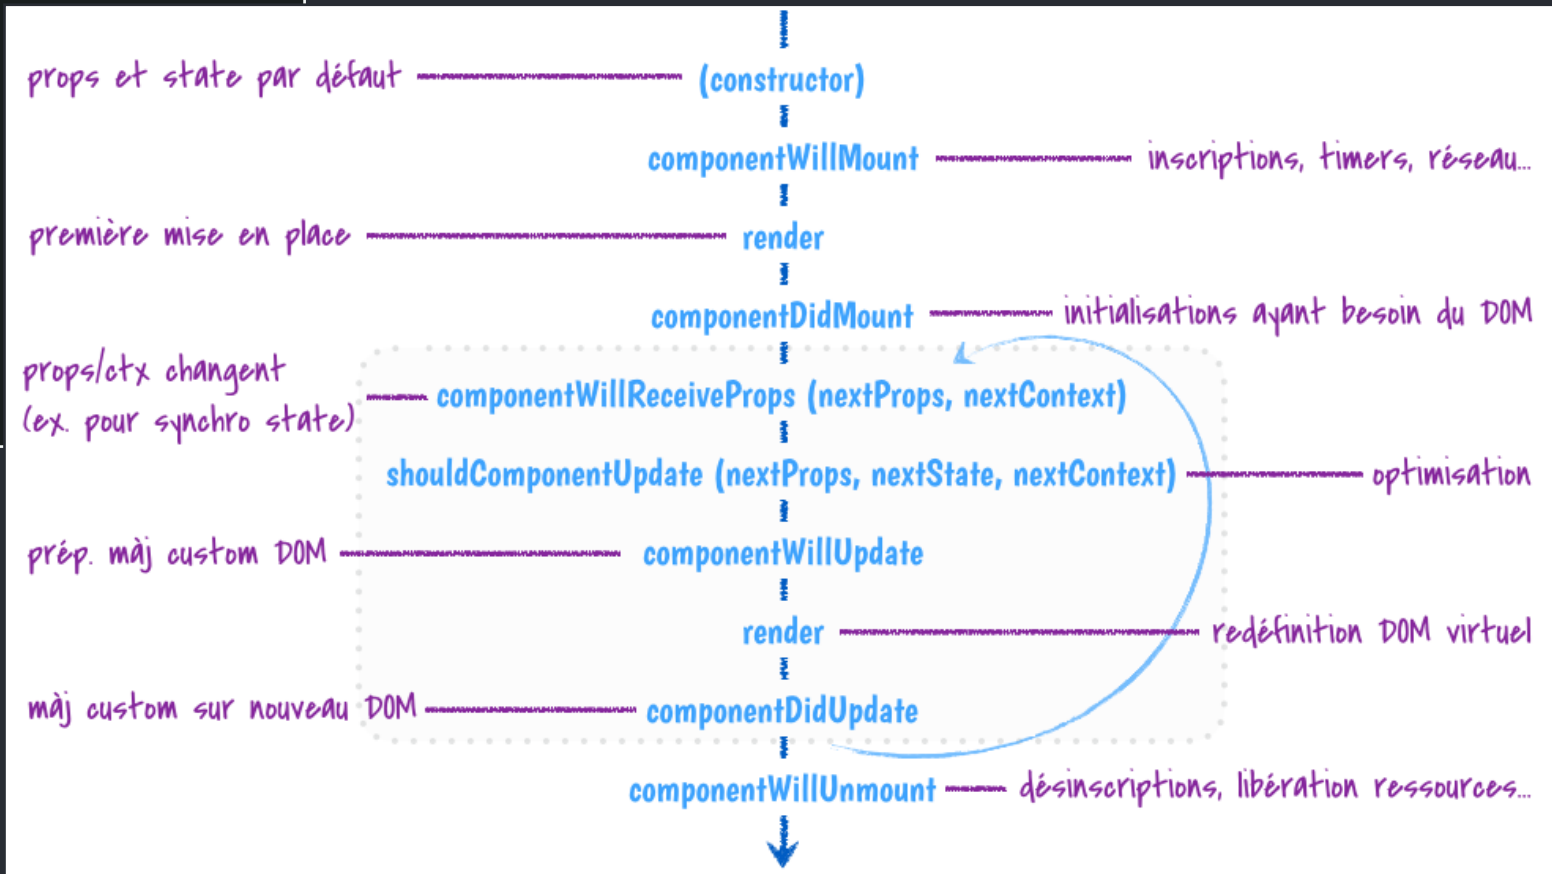 props et state par défaut
(constructor)
componentWillMount
inscriptions, timers, réseau...
première mise en place
render
componentDidMount
initialisations ayant besoin du DOM
props/ctx changent
(ex. pour synchro state)
componentWillReceiveProps (nextProps, nextContext)
shouldComponentUpdate (nextProps, nextState, nextContext)
optimisation
prép. màj custom DOM
componentWillUpdate
render
redéfinition DOM virtuel
màj custom sur nouveau DOM
componentDidUpdate
componentWillUnmount
désinscriptions, libération ressources...